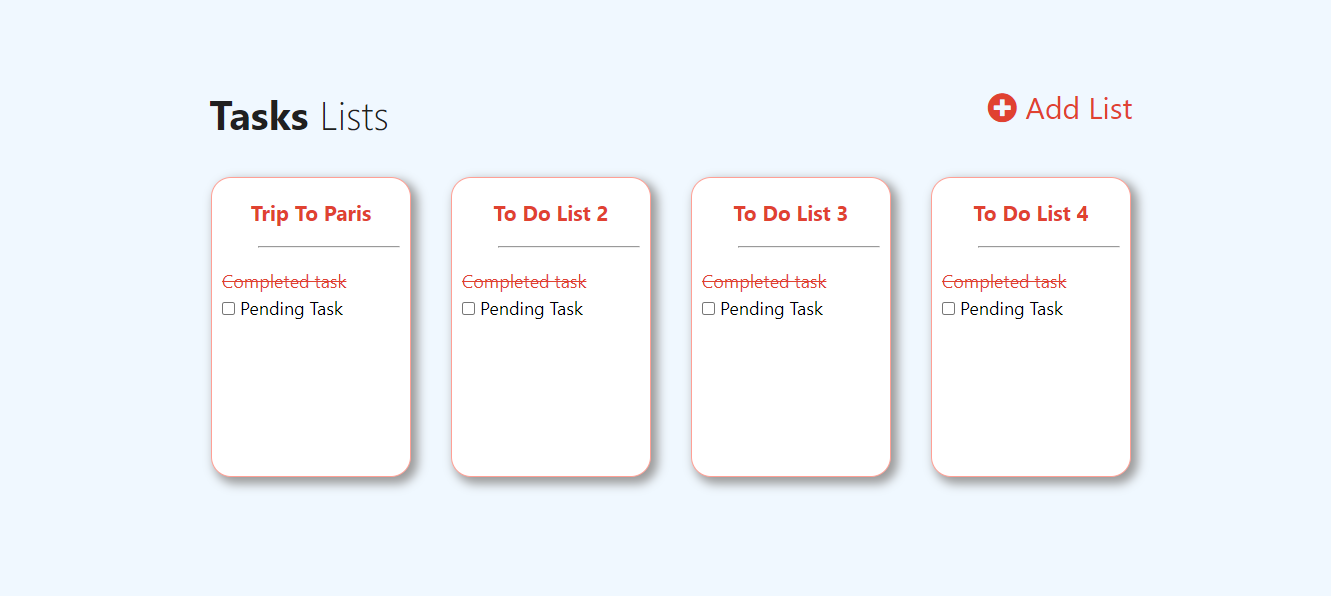 Tasks Lists
Add List
Trip To Paris
Completed task
Pending Task
To Do List 2
Completed task
Pending Task
To Do List 3
Completed task
Pending Task
To Do List 4
Completed task
Pending Task